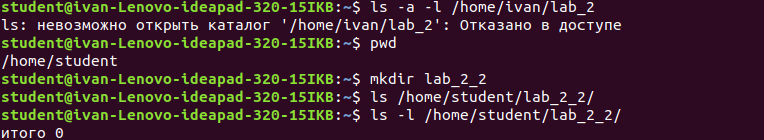 student@ivan-Lenovo-ideapad-320-15IKB:~$ ls -a -l /home/ivan/lab_2
ls: невозможно открыть каталог '/home/ivan/lab_2': Отказано в доступе
student@ivan-Lenovo-ideapad-320-15IKB:~$ pwd
/home/student
student@ivan-Lenovo-ideapad-320-15IKB:~$ mkdir lab_2_2
student@ivan-Lenovo-ideapad-320-15IKB:~$ ls /home/student/lab_2_2/
student@ivan-Lenovo-ideapad-320-15IKB:~$ ls -l /home/student/lab_2_2/
итого 0